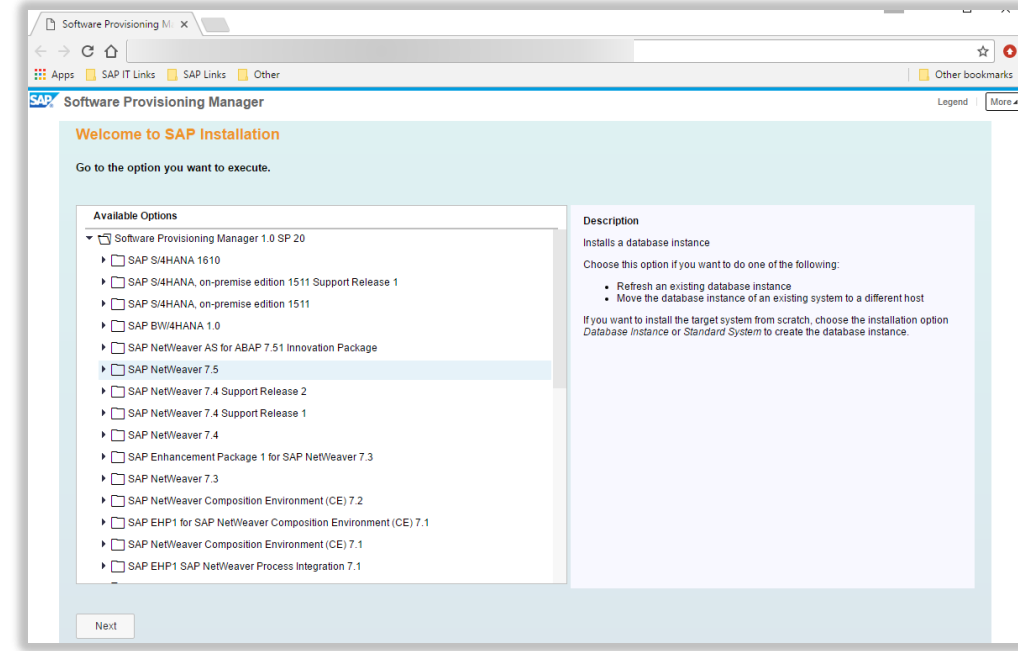 Software Provisioning M
Apps SAP IT Links SAP Links Other Other bookmarks
SAP Software Provisioning Manager Legend More
Welcome to SAP Installation
Go to the option you want to execute.
Available Options
Software Provisioning Manager 1.0 SP 20
SAP S/4HANA 1610
SAP S/4HANA, on-premise edition 1511 Support Release 1
SAP S/4HANA, on-premise edition 1511
SAP BW/4HANA 1.0
SAP NetWeaver AS for ABAP 7.51 Innovation Package
SAP NetWeaver 7.5
SAP NetWeaver 7.4 Support Release 2
SAP NetWeaver 7.4 Support Release 1
SAP NetWeaver 7.4
SAP Enhancement Package 1 for SAP NetWeaver 7.3
SAP NetWeaver 7.3
SAP NetWeaver Composition Environment (CE) 7.2
SAP EHP1 for SAP NetWeaver Composition Environment (CE) 7.1
SAP NetWeaver Composition Environment (CE) 7.1
SAP EHP1 SAP NetWeaver Process Integration 7.1
Description
Installs a database instance
Choose this option if you want to do one of the following:
• Refresh an existing database instance
• Move the database instance of an existing system to a different host
If you want to install the target system from scratch, choose the installation option
Database Instance or Standard System to create the database instance.
Next